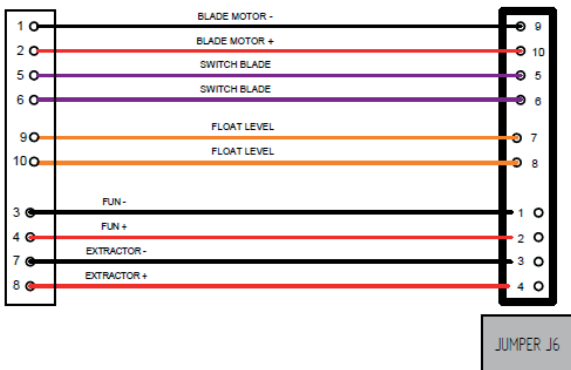 BLADE MOTOR -
1 9
BLADE MOTOR +
2 10
SWITCH BLADE
5 5
SWITCH BLADE
6 6
FLOAT LEVEL
9 7
FLOAT LEVEL
10 8
FUN -
3 1
FUN +
4 2
EXTRACTOR -
7 3
EXTRACTOR +
8 4
JUMPER J6